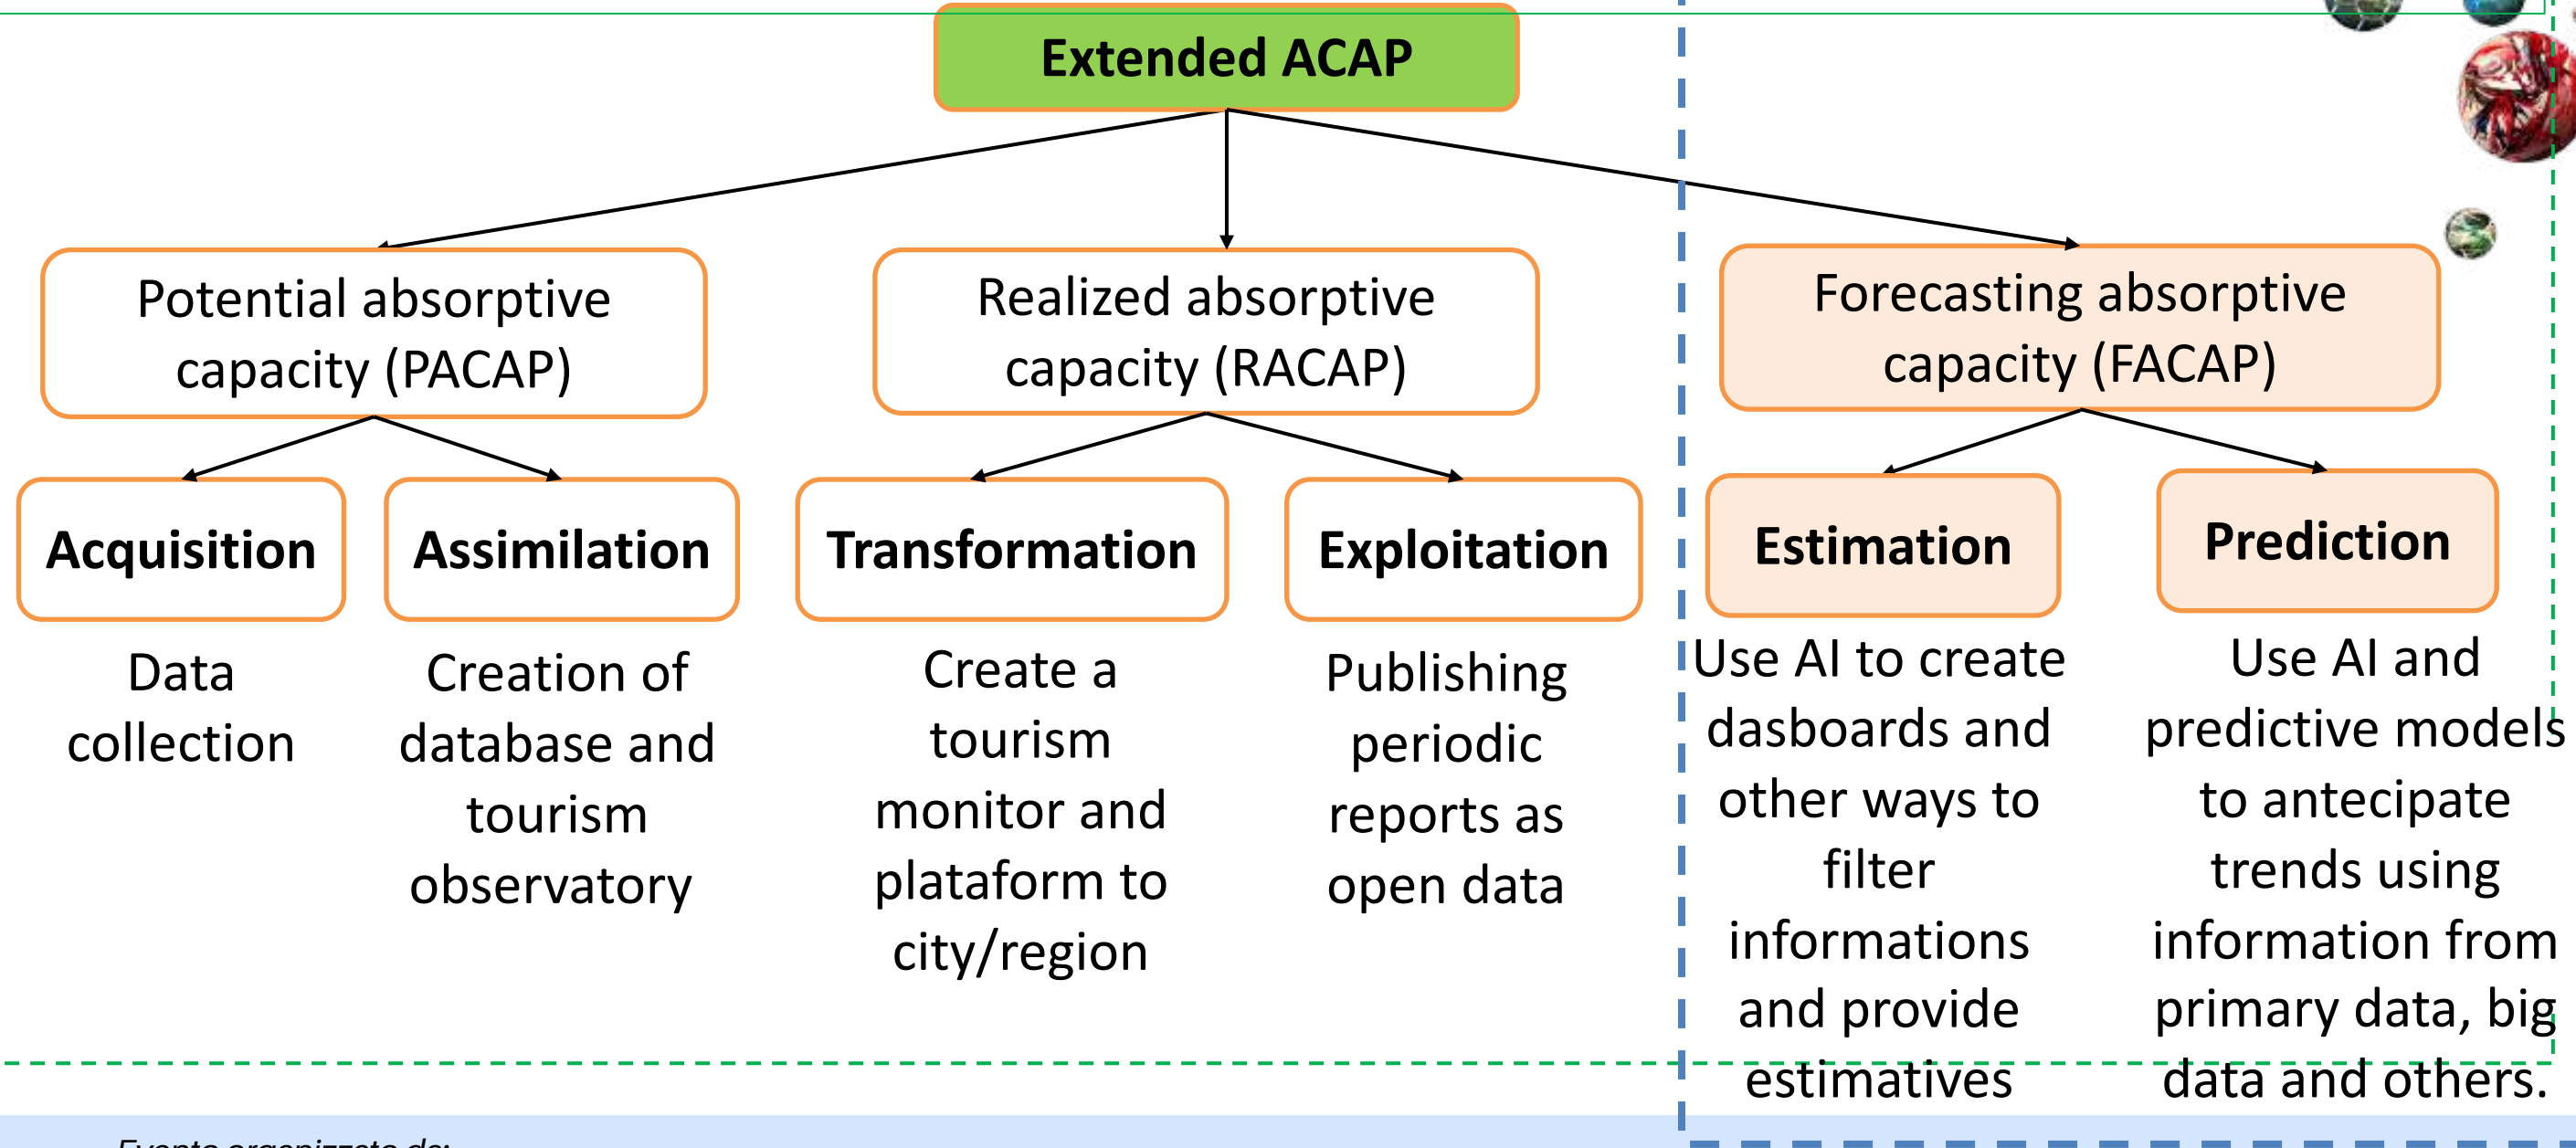 Extended ACAP
Potential absorptive
capacity (PACAP)
Realized absorptive
capacity (RACAP)
Forecasting absorptive
capacity (FACAP)
Acquisition
Data
collection
Assimilation
Creation of
database and
tourism
observatory
Transformation
Create a
tourism
monitor and
plataform to
city/region
Exploitation
Publishing
periodic
reports as
open data
Estimation
Use AI to create
dasboards and
other ways to
filter
informations
and provide
estimatives
Prediction
Use AI and
predictive models
to antecipate
trends using
information from
primary data, big
data and others.
Evento organizzato da: